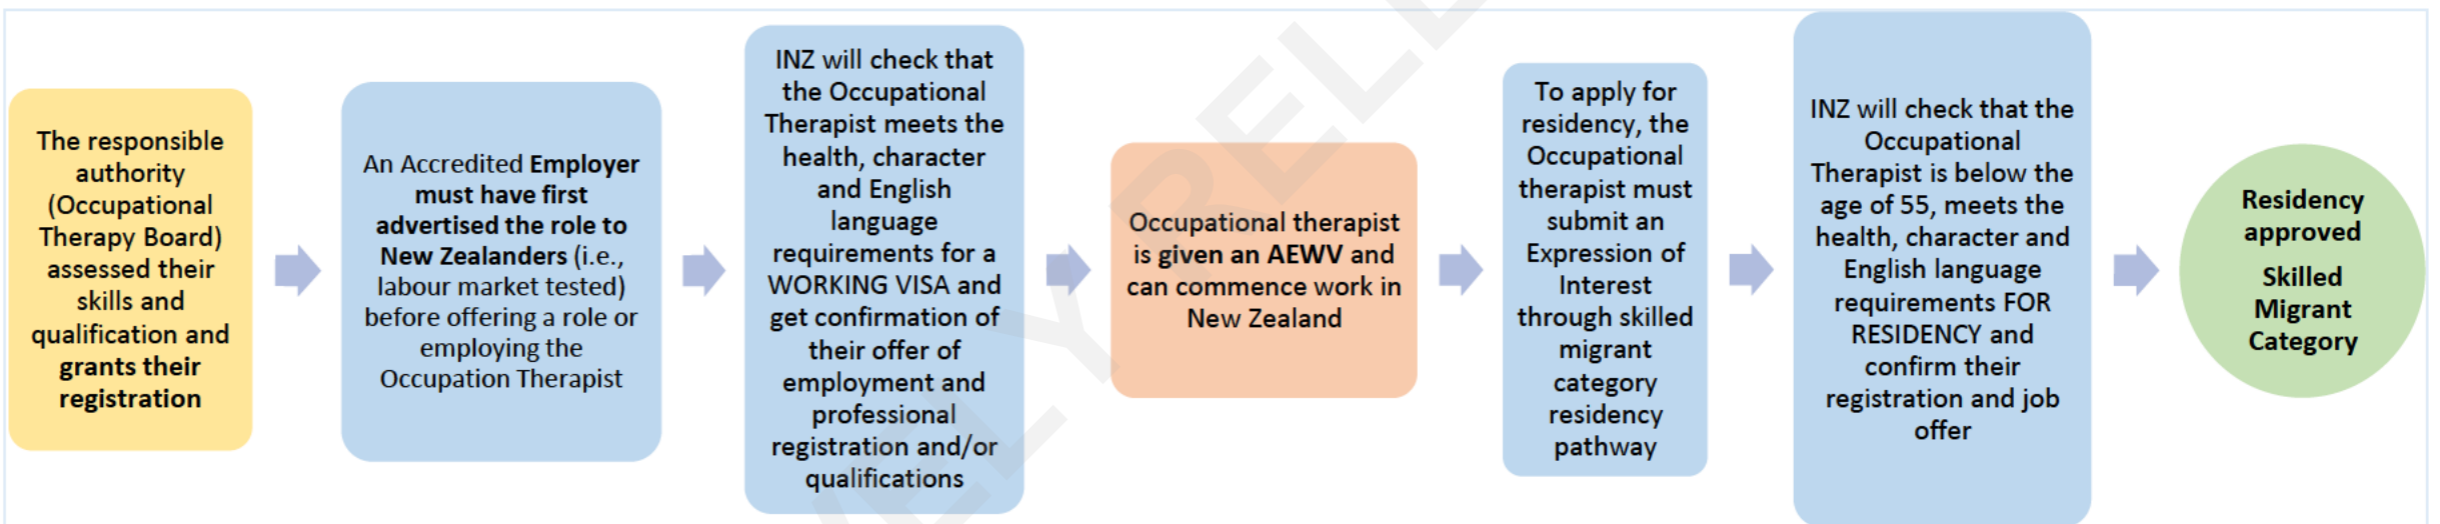 The responsible
authority
(Occupational
Therapy Board)
assessed their
skills and
qualification and
grants their
registration
An Accredited Employer
must have first
advertised the role to
New Zealanders (i.e.,
labour market tested)
before offering a role or
employing the
Occupation Therapist
INZ will check that
the Occupational
Therapist meets the
health, character
and English
language
requirements for a
WORKING VISA and
get confirmation of
their offer of
employment and
professional
registration and/or
qualifications
Occupational therapist
is given an AEWV and
can commence work in
New Zealand
To apply for
residency, the
Occupational
therapist must
submit an
Expression of
Interest
through skilled
migrant
category
residency
pathway
INZ will check that the
Occupational
Therapist is below the
age of 55, meets the
health, character and
English language
requirements FOR
RESIDENCY and
confirm their
registration and job
offer
Residency
approved
Skilled
Migrant
Category